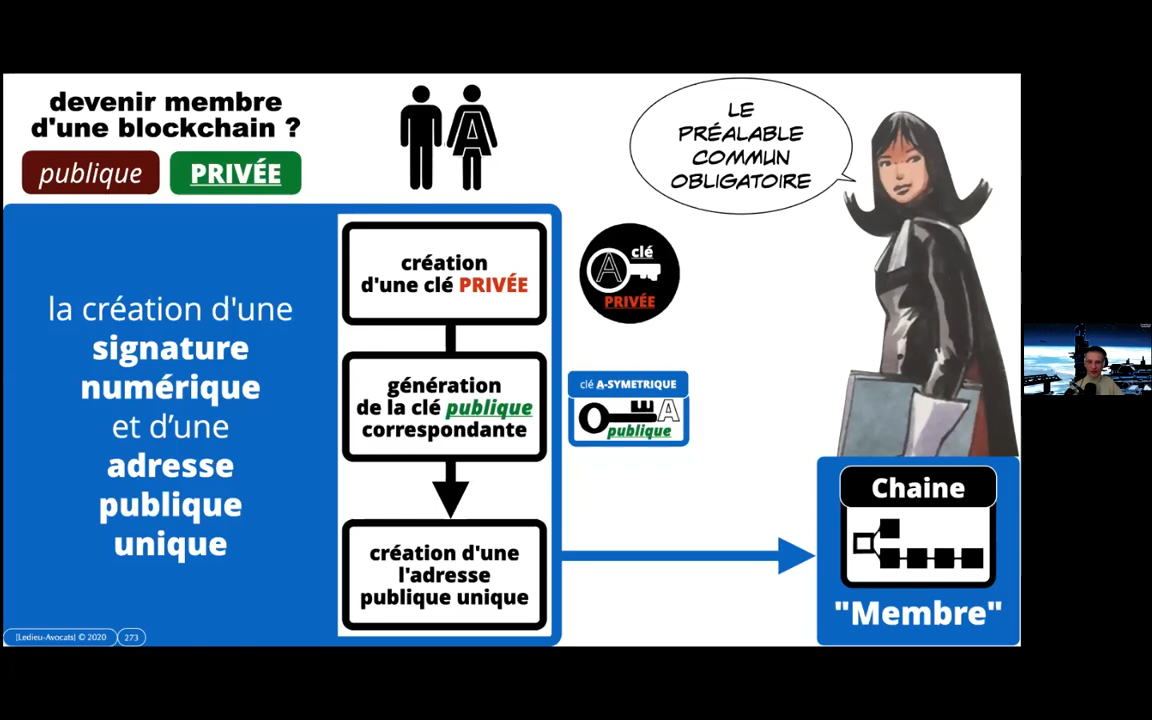 devenir membre
d'une blockchain ?
publique
PRIVÉE
LE
PRÉALABLE
COMMUN
OBLIGATOIRE
la création d'une
signature
numérique
et d’une
adresse
publique
unique
création
d'une clé PRIVÉE
A clé
PRIVÉE
génération
de la clé publique
correspondante
clé A-SYMETRIQUE
A
publique
création d'une
l'adresse
publique unique
Chaine
"Membre"
[Ledieu-Avocats] © 2020
273
A